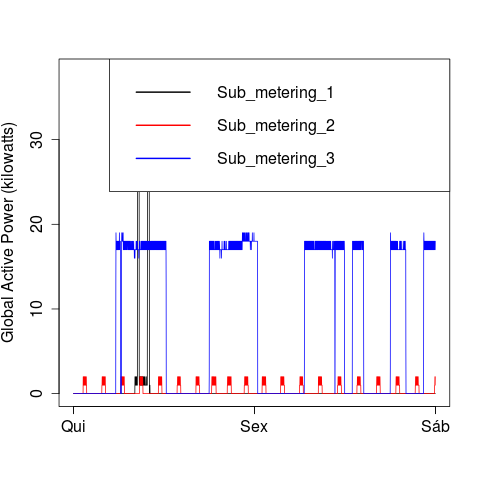 Sub_metering_1
Sub_metering_2
Sub_metering_3
Global Active Power (kilowatts)
30
20
10
0
Qui Sex Sáb